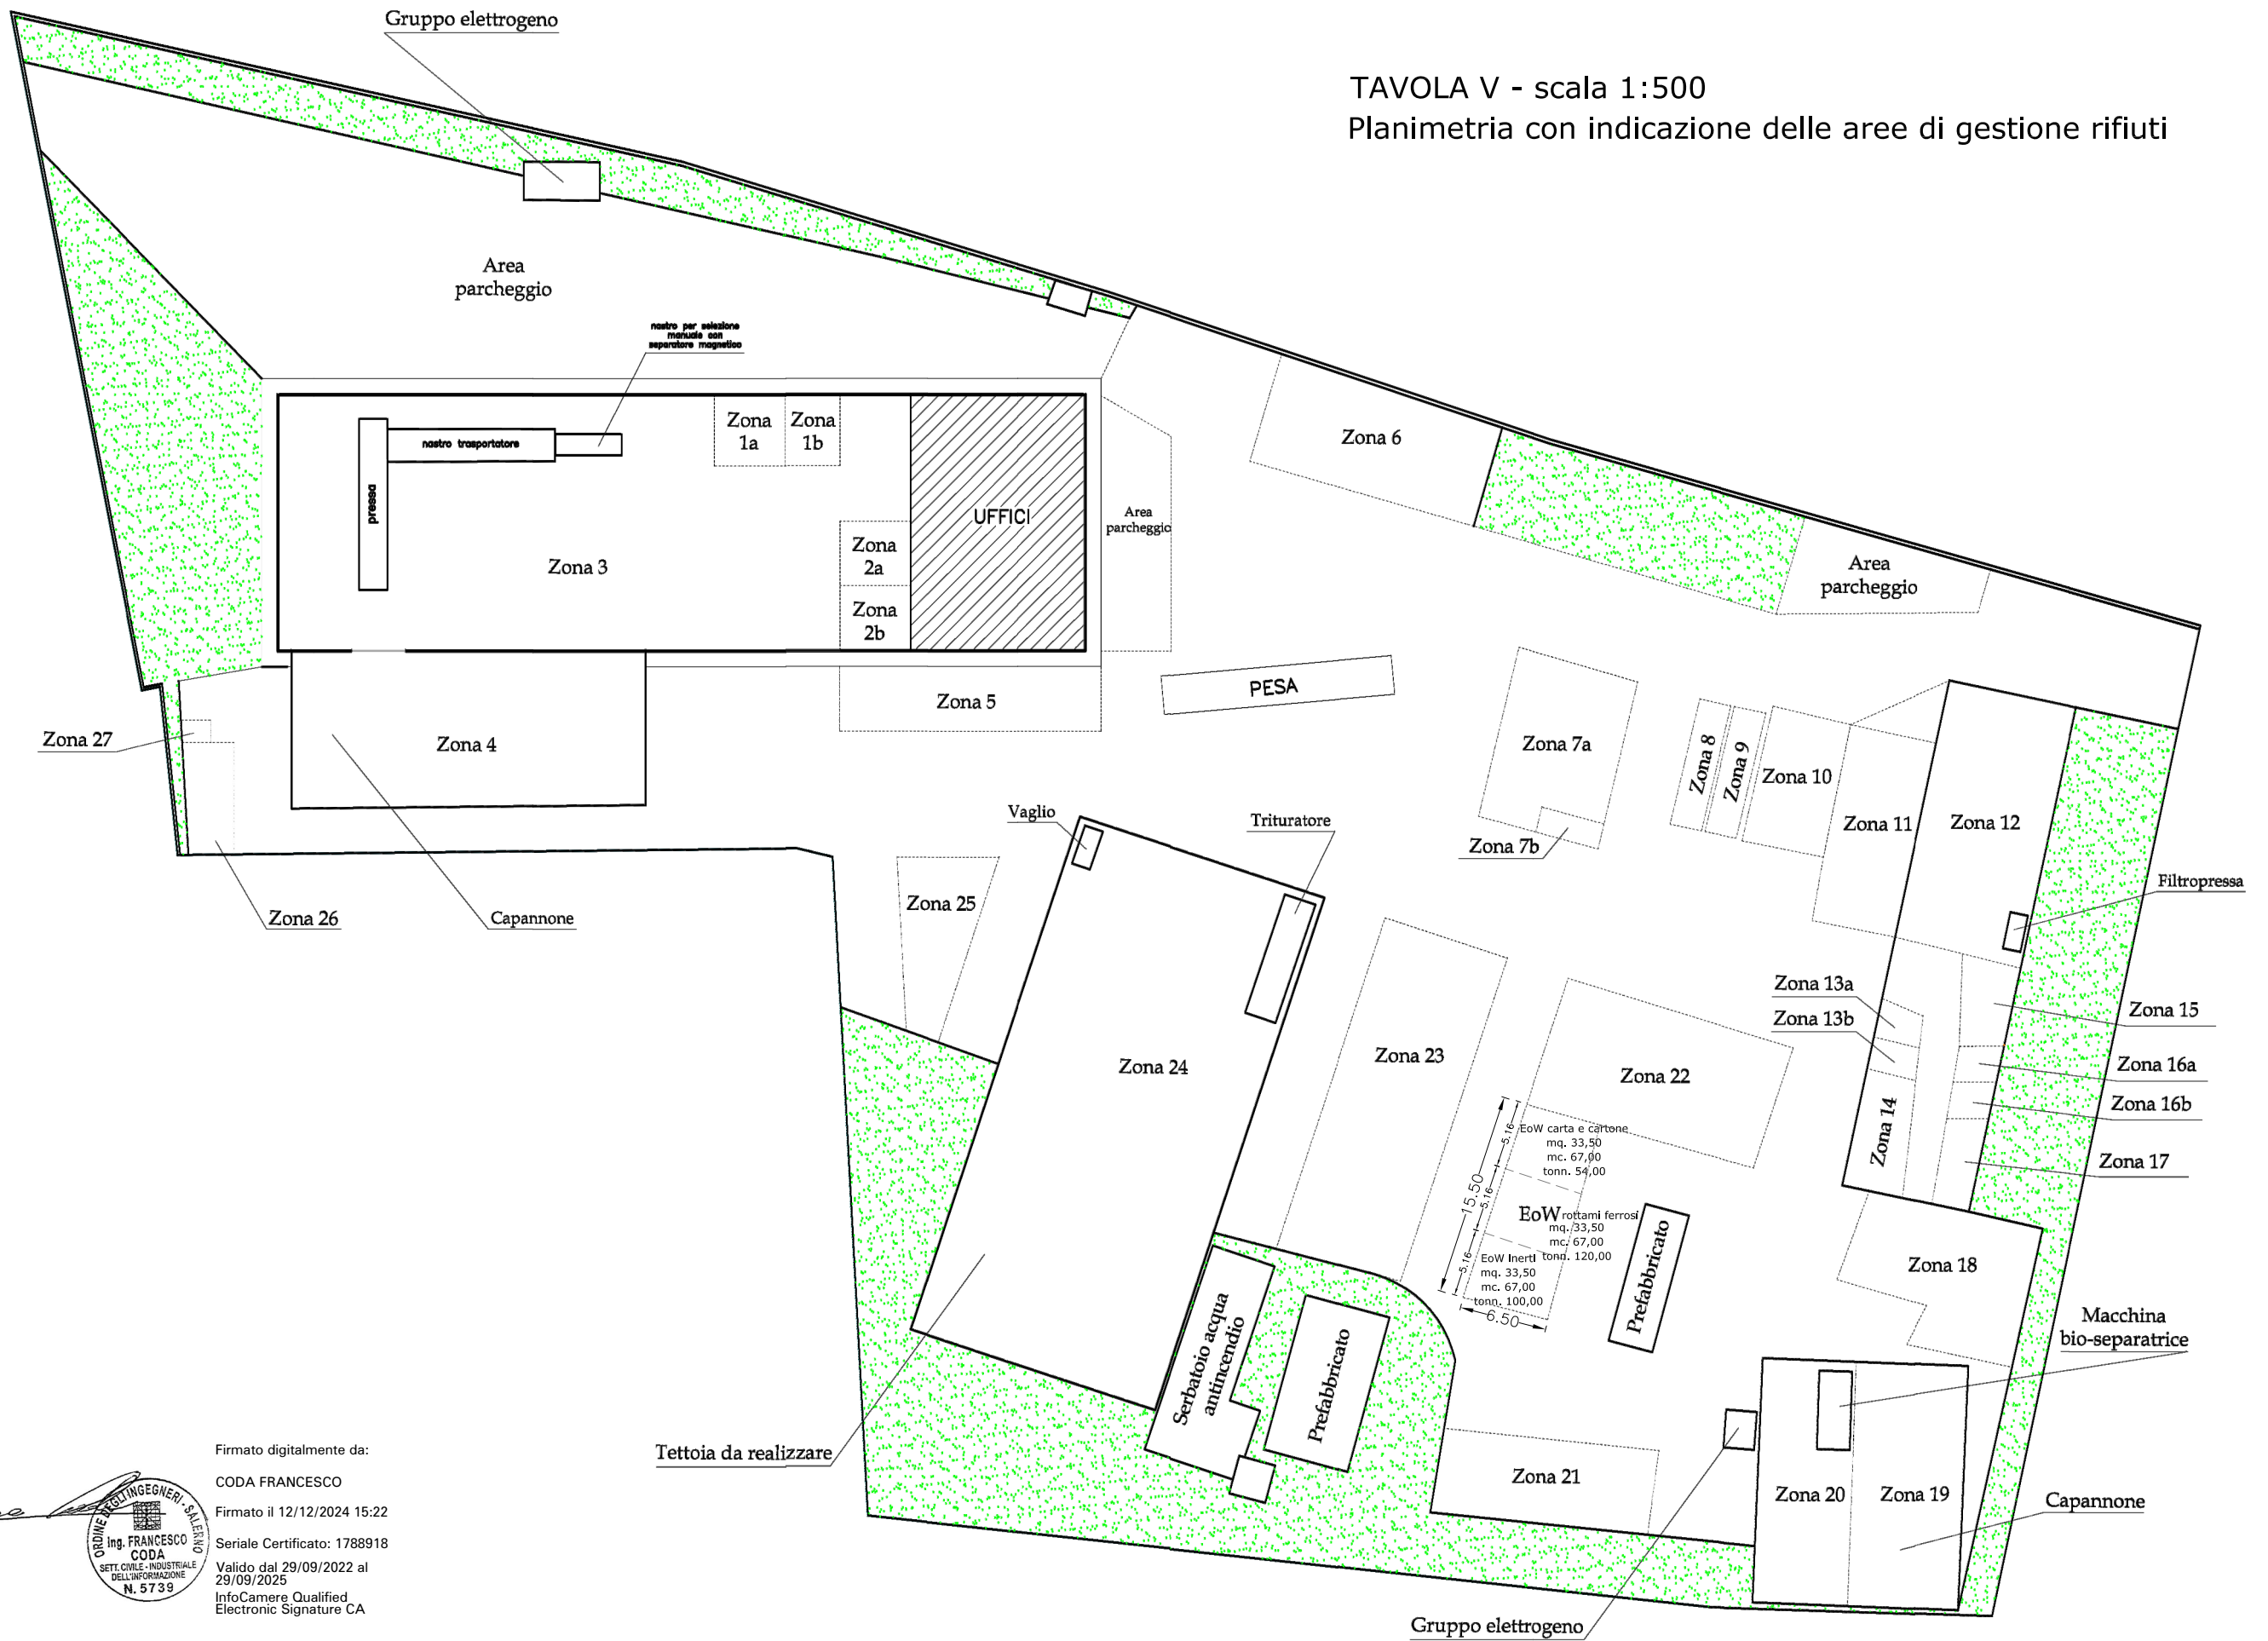 Gruppo elettrogeno
TAVOLA V - scala 1:500
Planimetria con indicazione delle aree di gestione rifiuti
Area
parcheggio
nastro per selezione
manuale con
separatore magnetico
Zona
1a
Zona
1b
nastro trasportatore
pressa
UFFICI
Zona 3
Zona
2a
Zona
2b
Area
parcheggio
Zona 6
Area
parcheggio
Zona 5
PESA
Zona 4
Zona 27
Zona 26
Capannone
Zona 7a
Zona 7b
Zona 8
Zona 9
Zona 10
Zona 11
Zona 12
Filtropressa
Vaglio
Trituratore
Zona 25
Zona 24
Zona 23
Zona 22
Zona 13a
Zona 13b
Zona 14
Zona 15
Zona 16a
Zona 16b
Zona 17
EoW carta e cartone
mq. 33,50
mc. 67,00
tonn. 54,00
EoW rottami ferrosi
mq. 33,50
mc. 67,00
tonn. 120,00
EoW Inerti
mq. 33,50
mc. 67,00
tonn. 100,00
15.50
5.16
5.16
5.16
6.50
Prefabbricato
Zona 18
Macchina
bio-separatrice
Serbatoio acqua
antincendio
Prefabbricato
Tettoia da realizzare
Zona 21
Zona 20
Zona 19
Capannone
Gruppo elettrogeno
Firmato digitalmente da:
CODA FRANCESCO
Firmato il 12/12/2024 15:22
Seriale Certificato: 1788918
Valido dal 29/09/2022 al
29/09/2025
InfoCamere Qualified
Electronic Signature CA
ORDINE DEGLI INGEGNERI - SALERNO
Ing. FRANCESCO
CODA
SETT. CIVILE - INDUSTRIALE
DELL'INFORMAZIONE
N. 5739